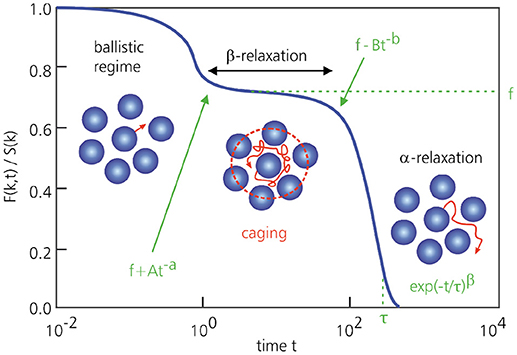 1.0
0.8
0.6
0.4
0.2
0.0
F(k,t) / S(k)
ballistic
regime
β-relaxation
f - Bt^-b
f
f+At^-a
caging
α-relaxation
exp(-t/τ)^β
τ
10^-2
10^0
10^2
10^4
time t